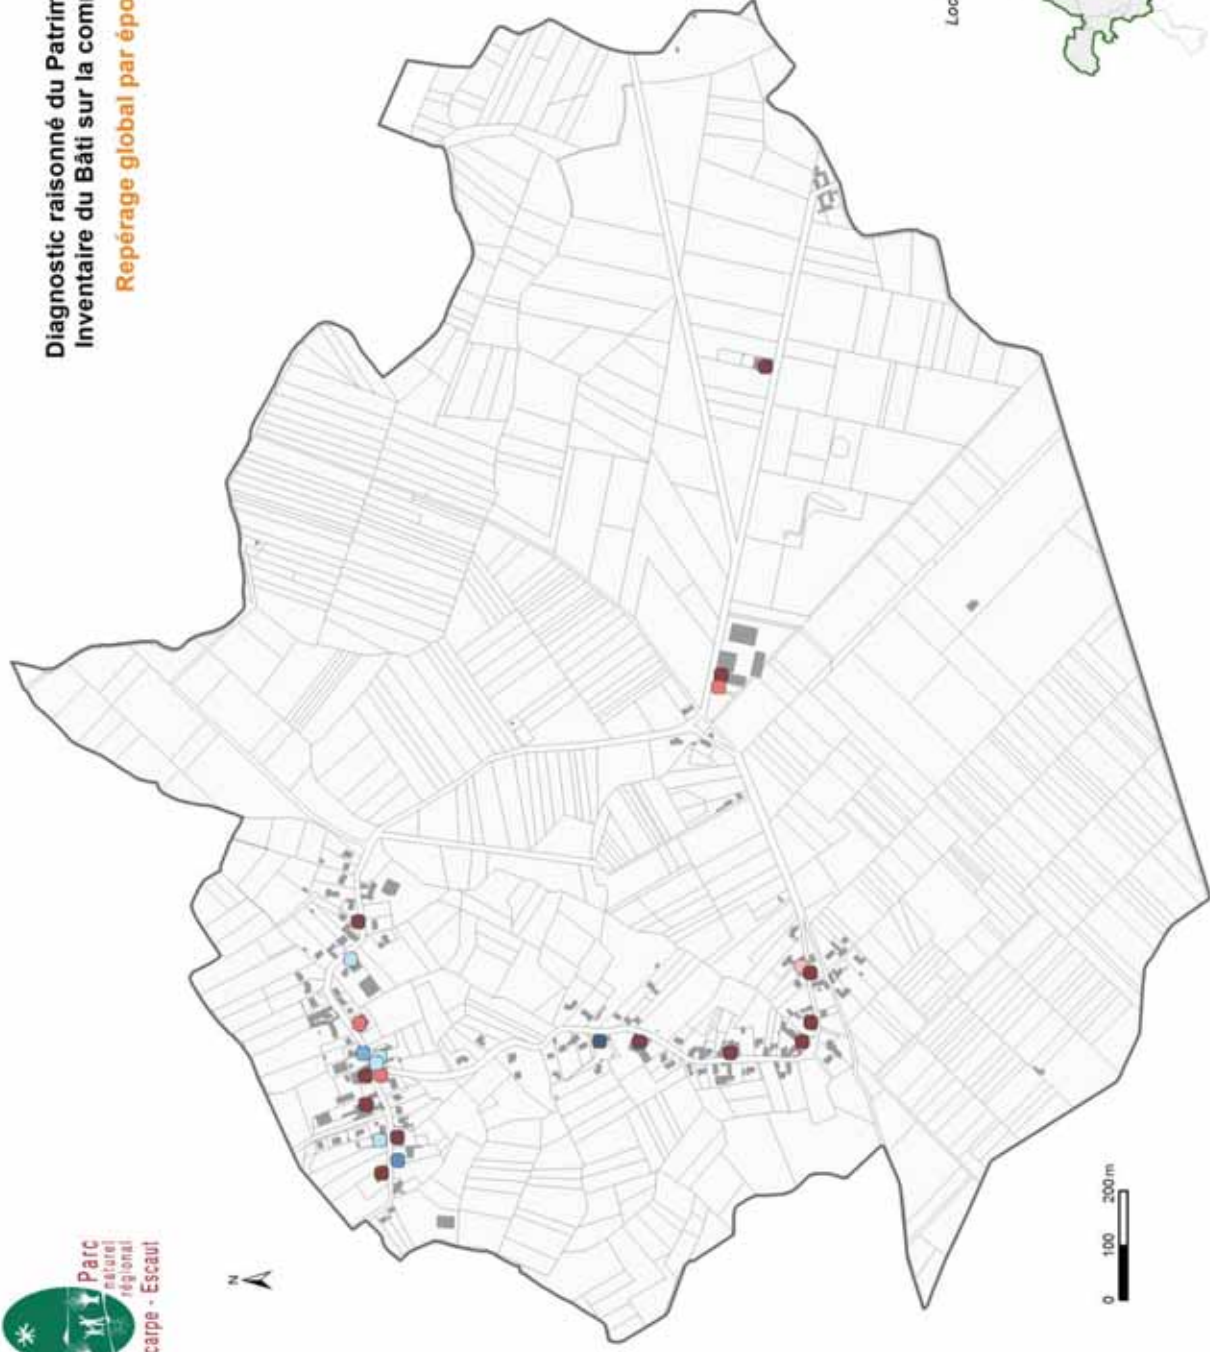 Diagnostic raisonné du Patrim
Inventaire du Bâti sur la com
Repérage global par épo
Loc
Parc
naturel
régional
carpe - Escaut
N
0 100 200 m